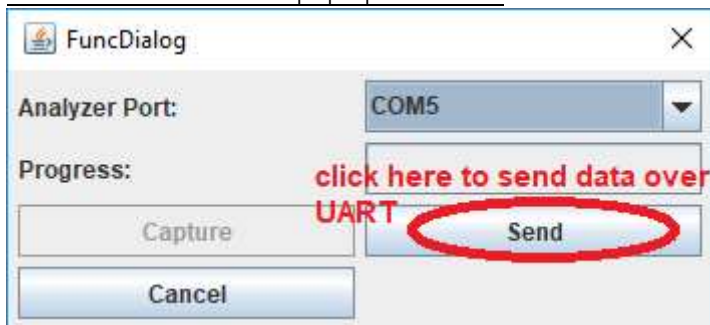 FuncDialog
Analyzer Port:
COM5
Progress:
click here to send data over
UART
Capture
Send
Cancel